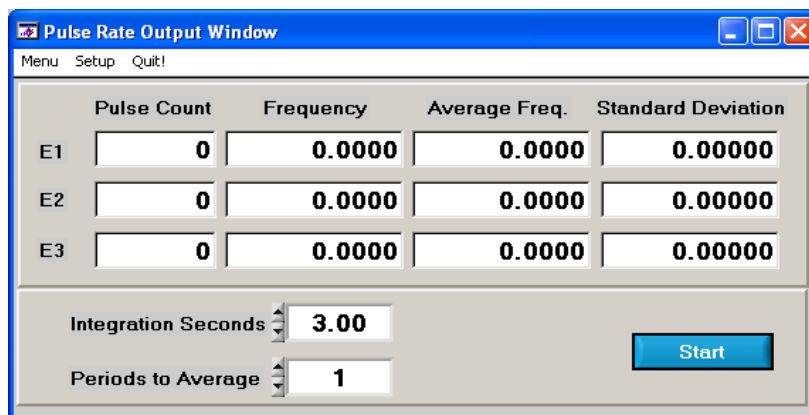 Pulse Rate Output Window
Menu Setup Quit!
Pulse Count Frequency Average Freq. Standard Deviation
E1 0 0.0000 0.0000 0.00000
E2 0 0.0000 0.0000 0.00000
E3 0 0.0000 0.0000 0.00000
Integration Seconds 3.00
Start
Periods to Average 1